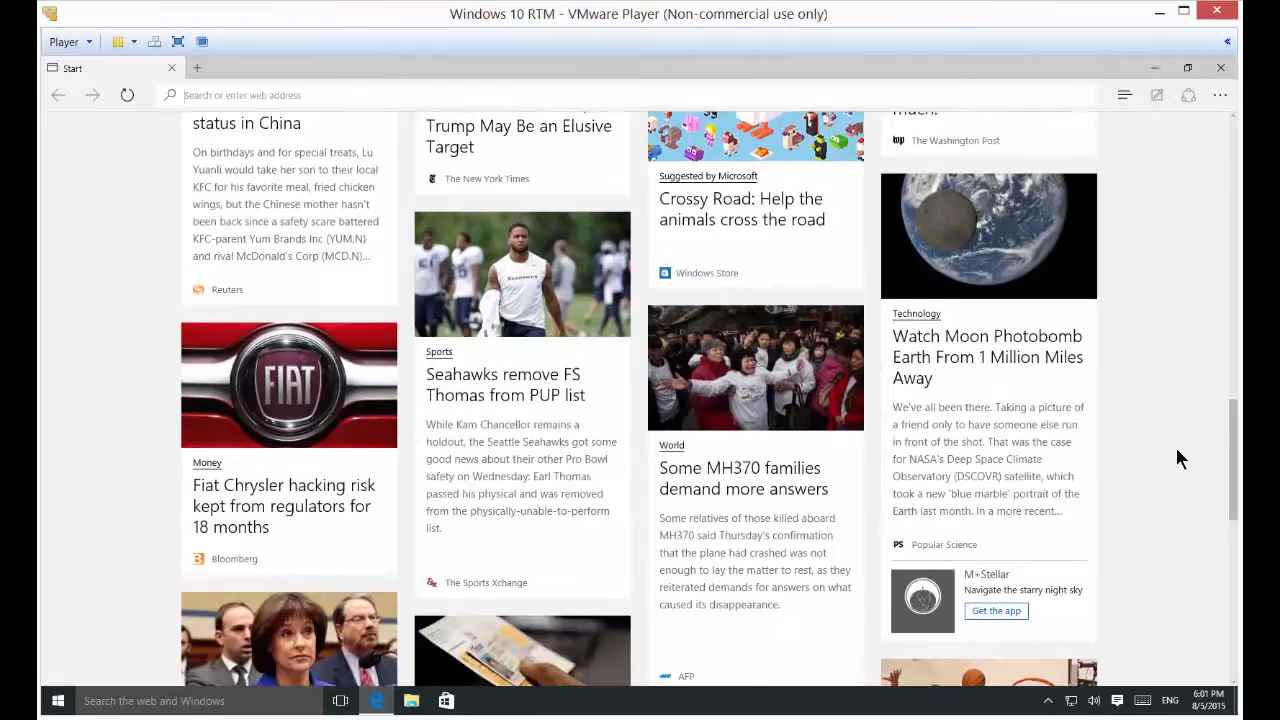 Windows 10 RTM - VMware Player (Non-commercial use only)
Player
Start
Search or enter web address
status in China
On birthdays and for special treats, Lu
Yuanli would take her son to their local
KFC for his favorite meal, fried chicken
wings, but the Chinese mother hasn't
been back since a safety scare battered
KFC-parent Yum Brands Inc (YUM.N)
and rival McDonald's Corp (MCD.N)...
Reuters
FIAT
Money
Fiat Chrysler hacking risk
kept from regulators for
18 months
Bloomberg
Trump May Be an Elusive
Target
The New York Times
SEAHAWKS
Sports
Seahawks remove FS
Thomas from PUP list
While Kam Chancellor remains a
holdout, the Seattle Seahawks got some
good news about their other Pro Bowl
safety on Wednesday: Earl Thomas
passed his physical and was removed
from the physically-unable-to-perform
list.
The Sports Xchange
Suggested by Microsoft
Crossy Road: Help the
animals cross the road
Windows Store
World
Some MH370 families
demand more answers
Some relatives of those killed aboard
MH370 said Thursday's confirmation
that the plane had crashed was not
enough to lay the matter to rest, as they
reiterated demands for answers on what
caused its disappearance.
AFP
wp
The Washington Post
Technology
Watch Moon Photobomb
Earth From 1 Million Miles
Away
We've all been there. Taking a picture of
a friend only to have someone else run
in front of the shot. That was the case
for NASA's Deep Space Climate
Observatory (DSCOVR) satellite, which
took a new 'blue marble' portrait of the
Earth last month. In a more recent...
PS Popular Science
M+Stellar
Navigate the starry night sky
Get the app
Search the web and Windows
ENG
6:01 PM
8/5/2015